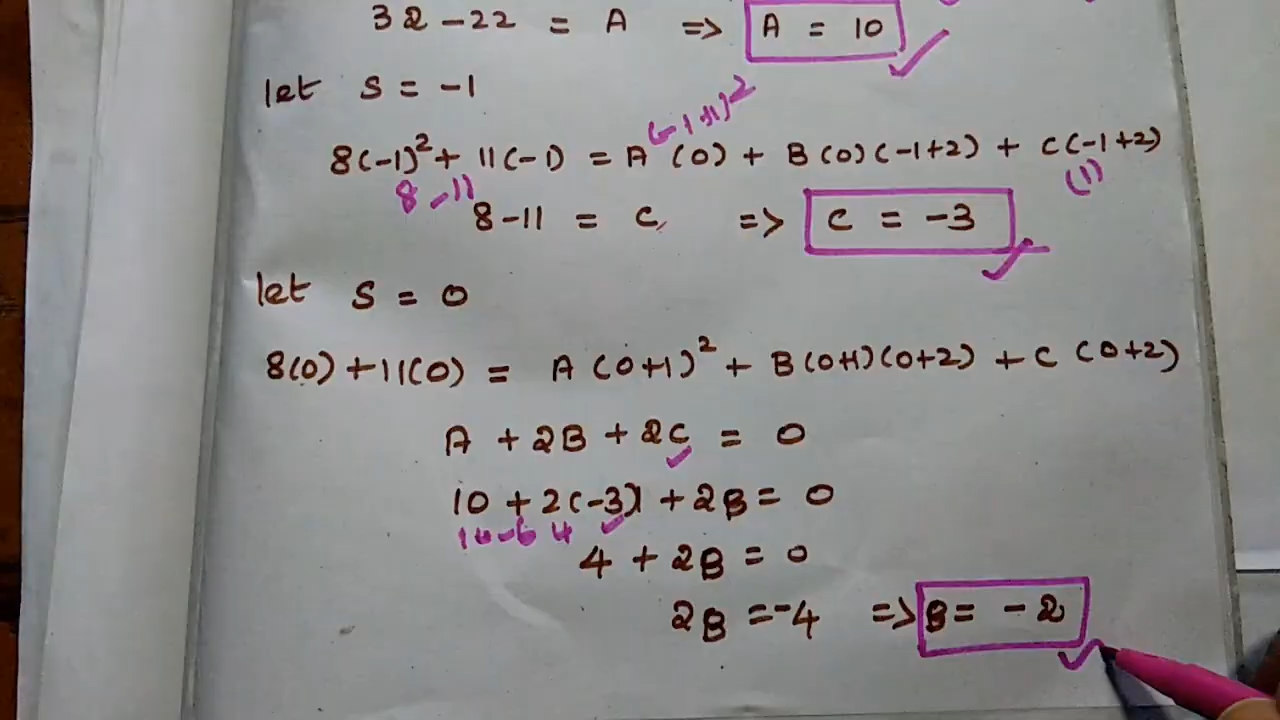 32 - 22 = A => A = 10
let S = -1
(-1+1)²
8(-1)² + 11(-1) = A (0) + B(0)(-1+2) + C(-1+2)
8 - 11 (1)
8 - 11 = C => C = -3
let S = 0
8(0) + 11(0) = A(0+1)² + B(0+1)(0+2) + C(0+2)
A + 2B + 2C = 0
10 + 2(-3) + 2B = 0
10-6 4
4 + 2B = 0
2B = -4 => B = -2